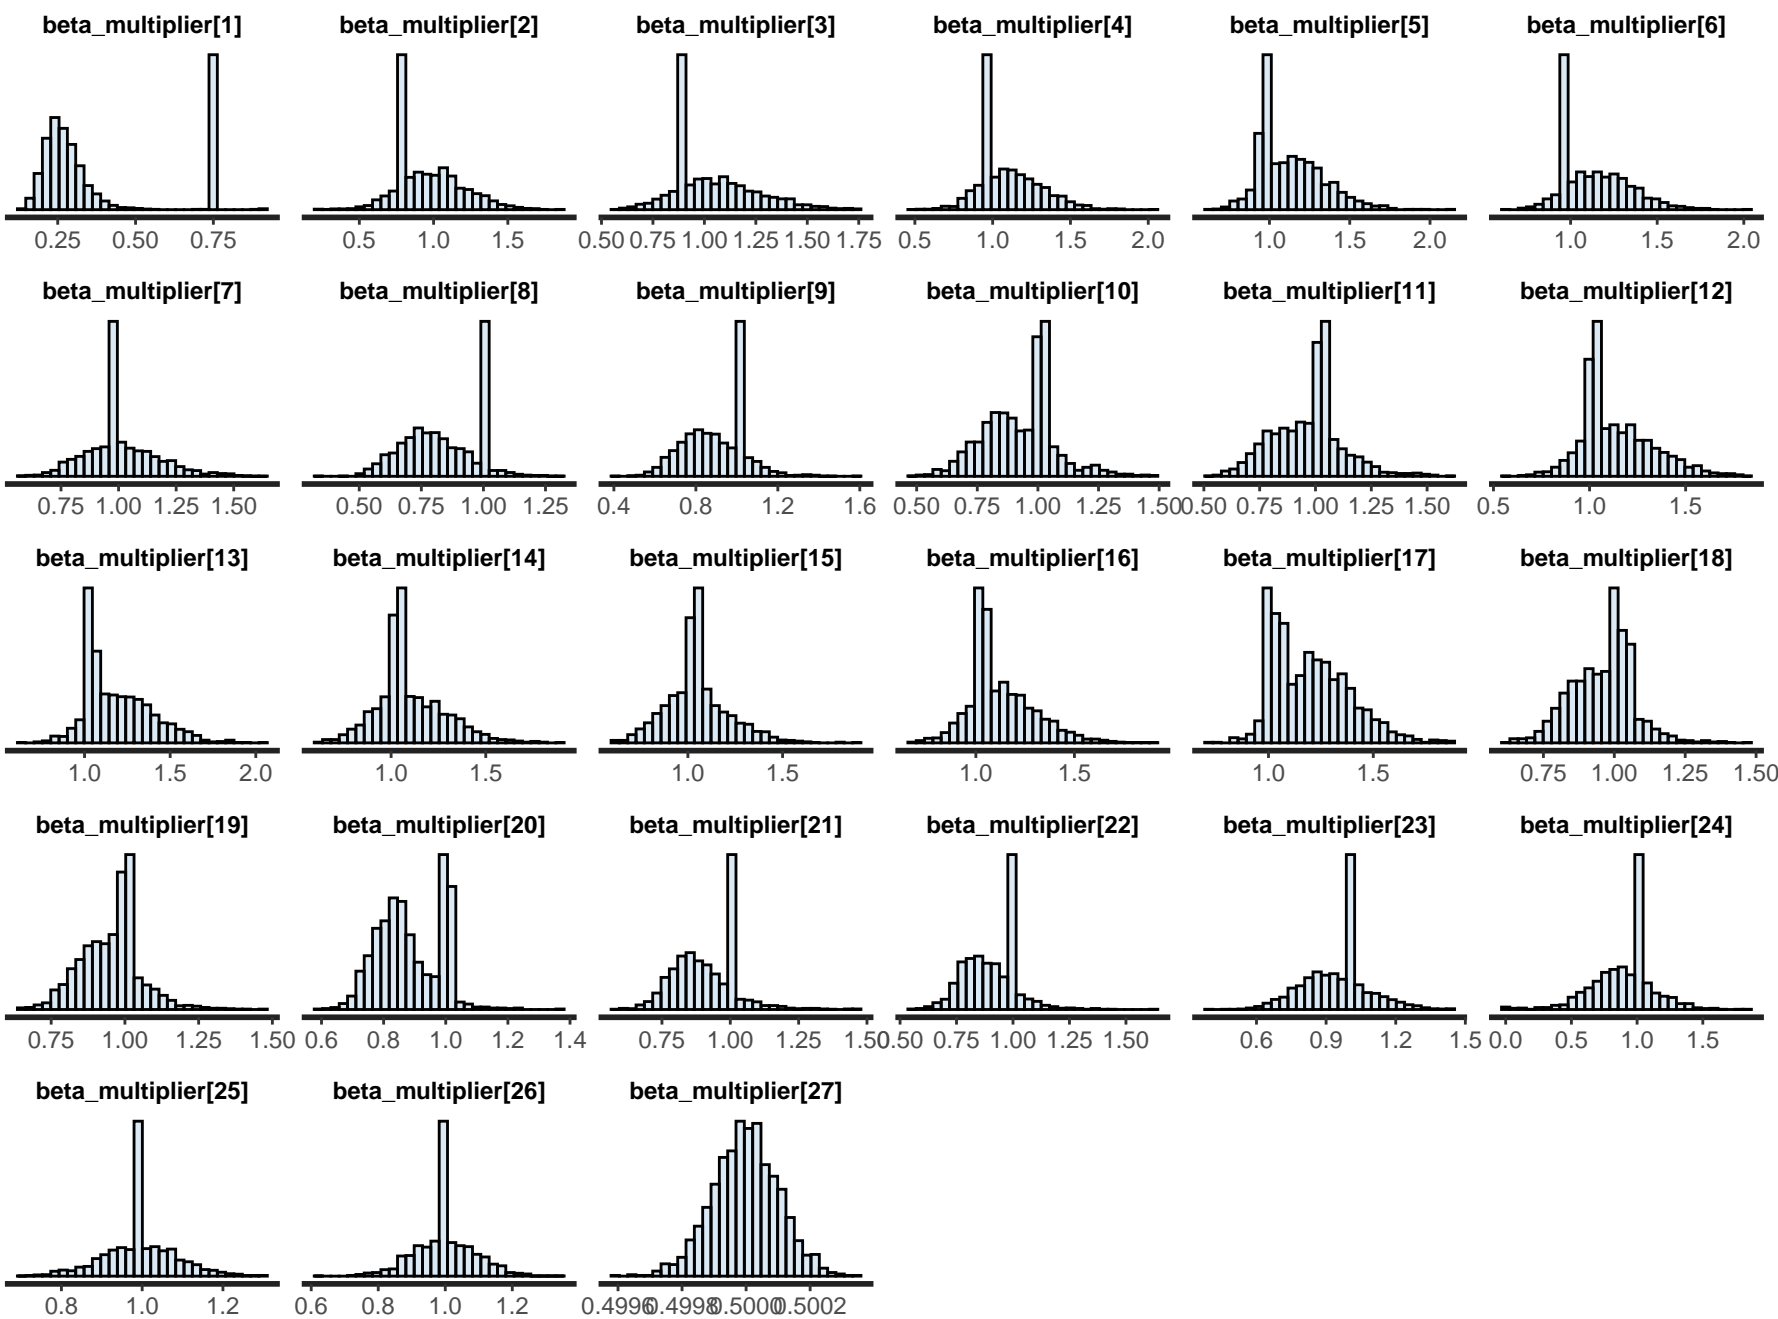 beta_multiplier[1] beta_multiplier[2] beta_multiplier[3] beta_multiplier[4] beta_multiplier[5] beta_multiplier[6]
0.25 0.50 0.75 0.5 1.0 1.5 0.50 0.75 1.00 1.25 1.50 1.75 0.5 1.0 1.5 2.0 1.0 1.5 2.0 1.0 1.5 2.0
beta_multiplier[7] beta_multiplier[8] beta_multiplier[9] beta_multiplier[10] beta_multiplier[11] beta_multiplier[12]
0.75 1.00 1.25 1.50 0.50 0.75 1.00 1.25 0.4 0.8 1.2 1.6 0.50 0.75 1.00 1.25 1.50 0.50 0.75 1.00 1.25 1.50 0.5 1.0 1.5
beta_multiplier[13] beta_multiplier[14] beta_multiplier[15] beta_multiplier[16] beta_multiplier[17] beta_multiplier[18]
1.0 1.5 2.0 1.0 1.5 1.0 1.5 1.0 1.5 1.0 1.5 0.75 1.00 1.25 1.50
beta_multiplier[19] beta_multiplier[20] beta_multiplier[21] beta_multiplier[22] beta_multiplier[23] beta_multiplier[24]
0.75 1.00 1.25 1.50 0.6 0.8 1.0 1.2 1.4 0.75 1.00 1.25 1.50 0.50 0.75 1.00 1.25 1.50 0.6 0.9 1.2 1.5 0.0 0.5 1.0 1.5
beta_multiplier[25] beta_multiplier[26] beta_multiplier[27]
0.8 1.0 1.2 0.6 0.8 1.0 1.2 0.4996 0.4998 0.5000 0.5002